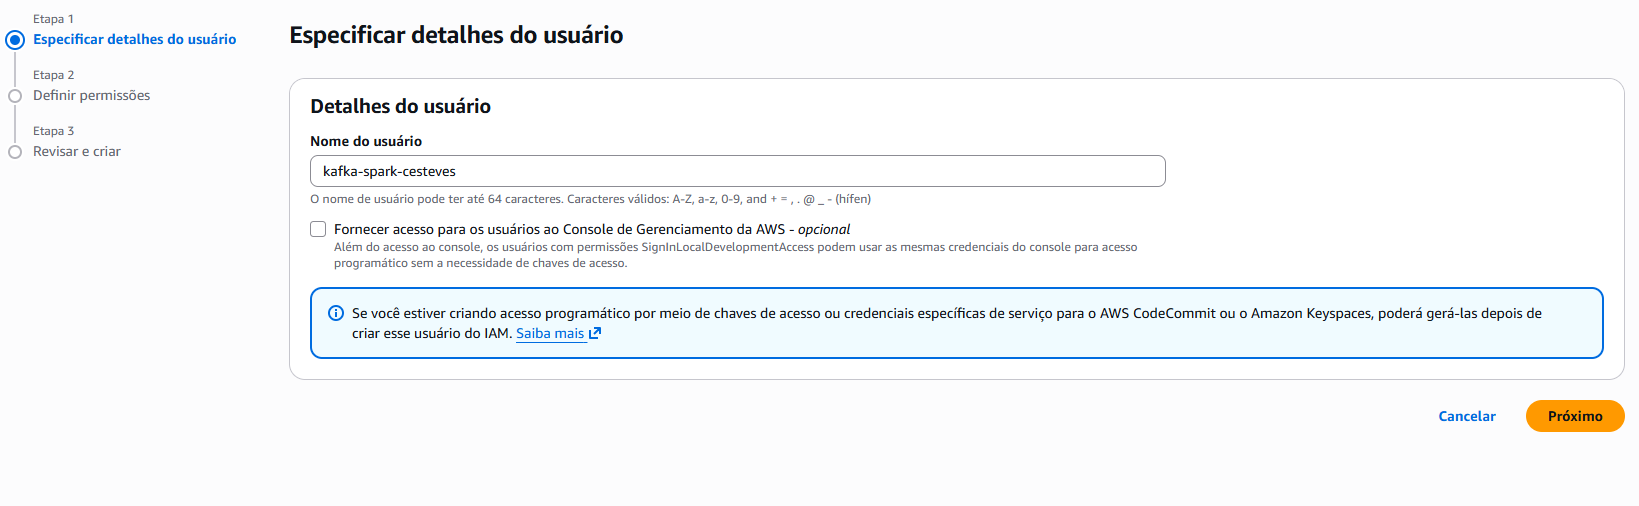 Etapa 1
Especificar detalhes do usuário
Etapa 2
Definir permissões
Etapa 3
Revisar e criar
Especificar detalhes do usuário
Detalhes do usuário
Nome do usuário
kafka-spark-cesteves
O nome de usuário pode ter até 64 caracteres. Caracteres válidos: A-Z, a-z, 0-9, and + = , . @ _ - (hífen)
Fornecer acesso para os usuários ao Console de Gerenciamento da AWS - opcional
Além do acesso ao console, os usuários com permissões SignInLocalDevelopmentAccess podem usar as mesmas credenciais do console para acesso
programático sem a necessidade de chaves de acesso.
Se você estiver criando acesso programático por meio de chaves de acesso ou credenciais específicas de serviço para o AWS CodeCommit ou o Amazon Keyspaces, poderá gerá-las depois de
criar esse usuário do IAM. Saiba mais
Cancelar
Próximo